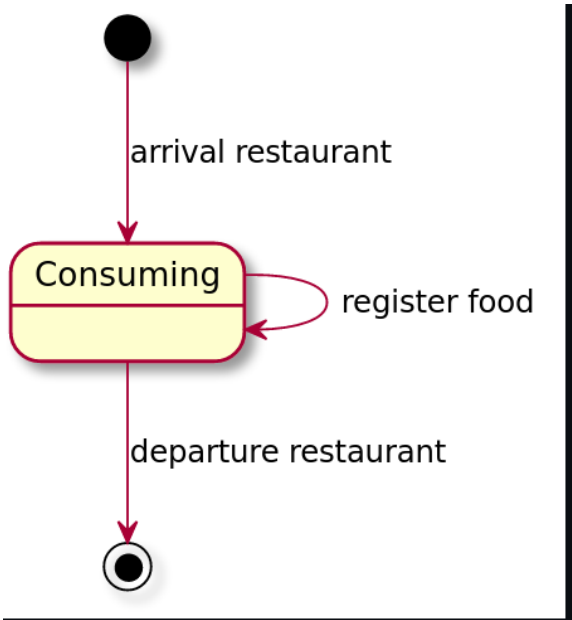 arrival restaurant
Consuming
register food
departure restaurant